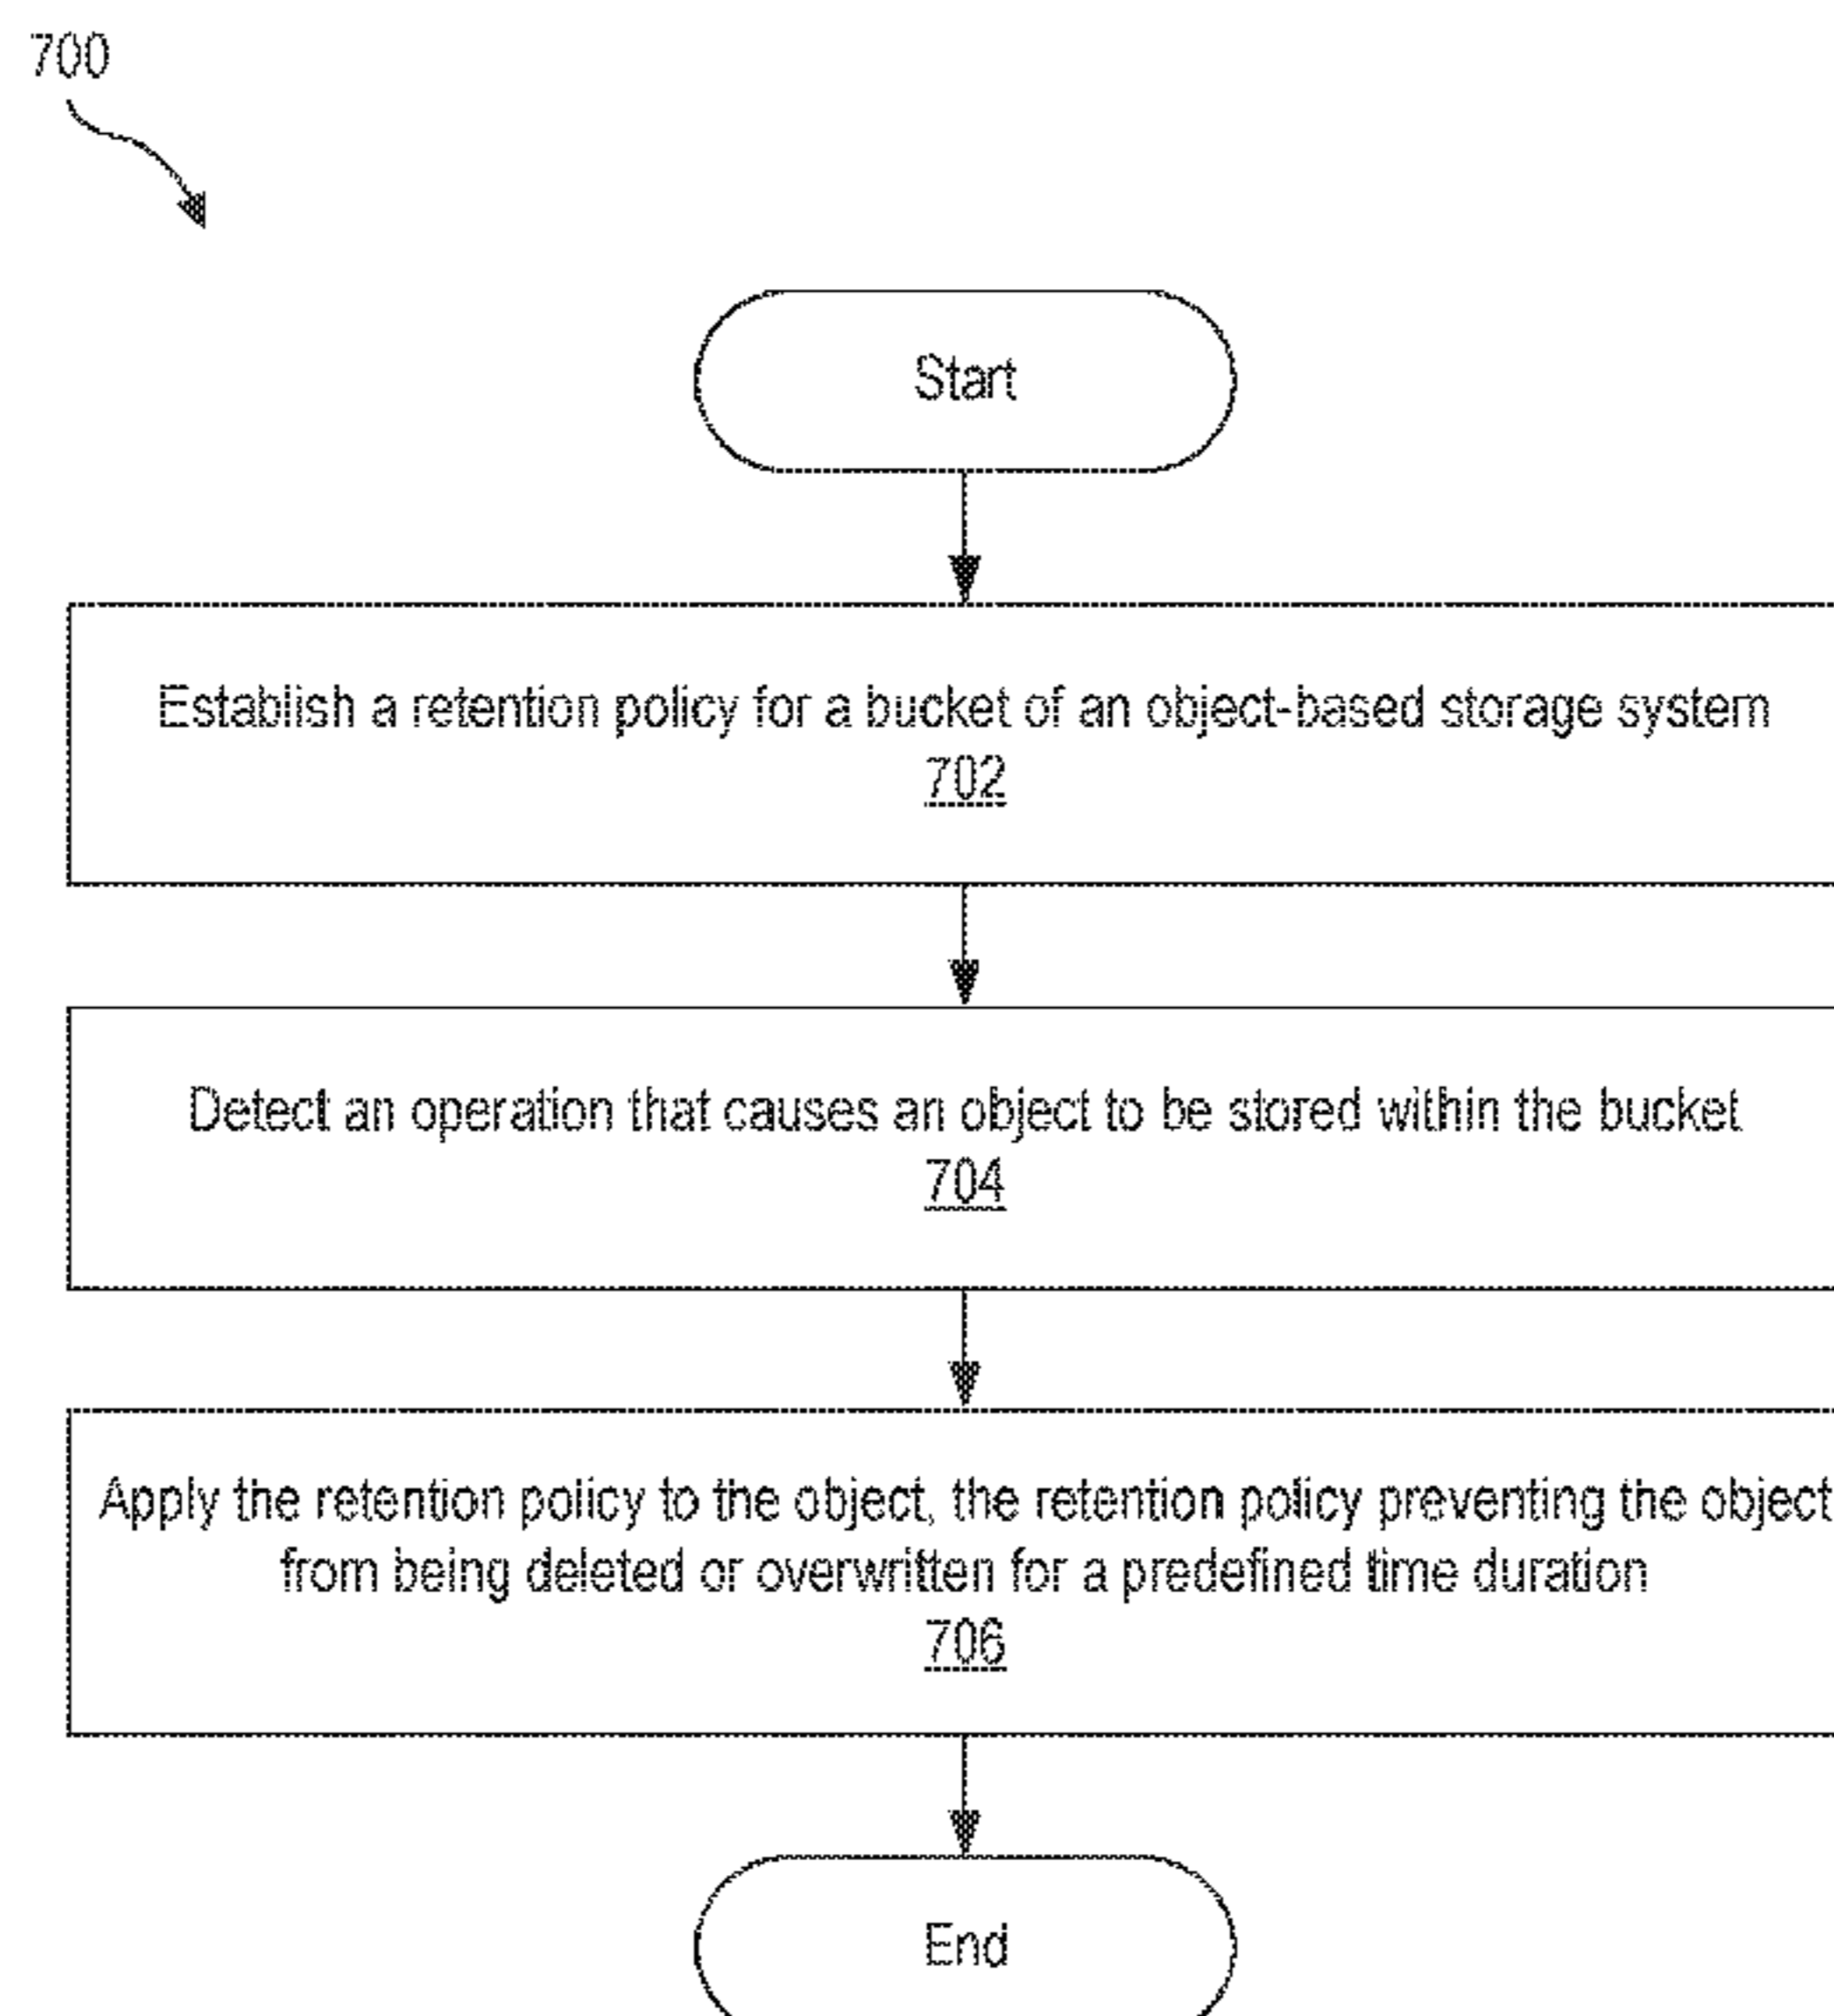 700
Start
Establish a retention policy for a bucket of an object-based storage system
702
Detect an operation that causes an object to be stored within the bucket
704
Apply the retention policy to the object, the retention policy preventing the object
from being deleted or overwritten for a predefined time duration
706
End